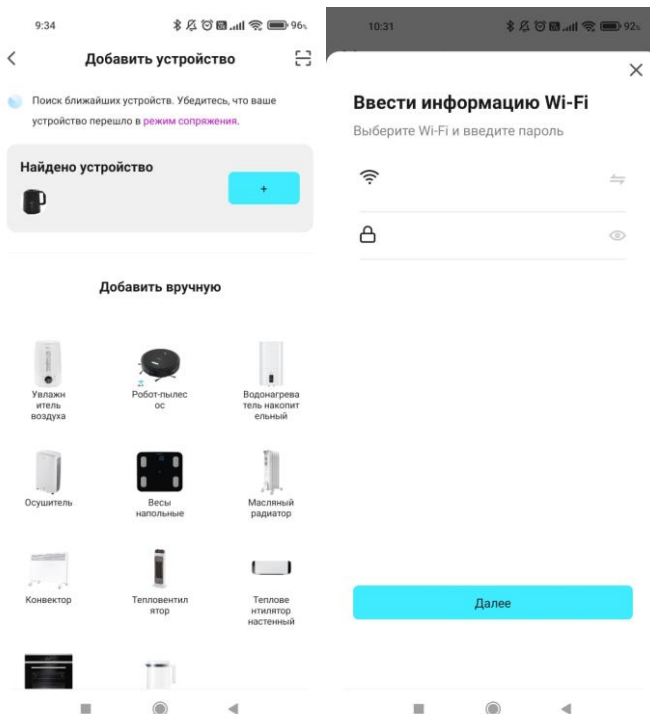 9:34
96%
Добавить устройство
Поиск ближайших устройств. Убедитесь, что ваше
устройство перешло в режим сопряжения.
Найдено устройство
+
Добавить вручную
Увлажн
итель
воздуха
Робот-пылес
ос
Водонагрева
тель накопит
ельный
Осушитель
Весы
напольные
Масляный
радиатор
Конвектор
Тепловентил
ятор
Теплове
нтилятор
настенный
10:31
92%
Ввести информацию Wi-Fi
Выберите Wi-Fi и введите пароль
Далее